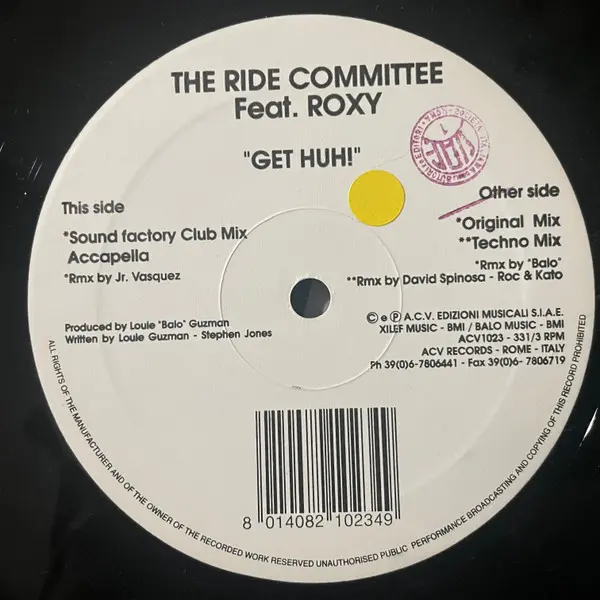 THE RIDE COMMITTEE
Feat. ROXY
"GET HUH!"
This side
*Sound factory Club Mix
Accapella
*Rmx by Jr. Vasquez
Other side
*Original Mix
**Techno Mix
*Rmx by "Balo"
**Rmx by David Spinosa - Roc & Kato
Produced by Louie "Balo" Guzman
Written by Louie Guzman - Stephen Jones
© e ℗ A.C.V. EDIZIONI MUSICALI S.I.A.E.
XILEF MUSIC - BMI / BALO MUSIC - BMI
ACV1023 - 331/3 RPM
ACV RECORDS - ROME - ITALY
Ph 39(0)6-7806441 - Fax 39(0)6- 7806719
8 014082 102349
ALL RIGHTS OF THE MANUFACTURER AND OF THE OWNER OF THE RECORDED WORK RESERVED UNAUTHORISED PUBLIC PERFORMANCE BROADCASTING AND COPYING OF THIS RECORD PROHIBITED